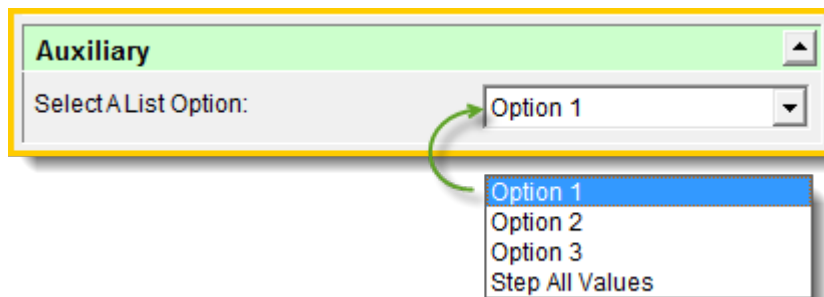 Auxiliary
Select A List Option:
Option 1
Option 1
Option 2
Option 3
Step All Values